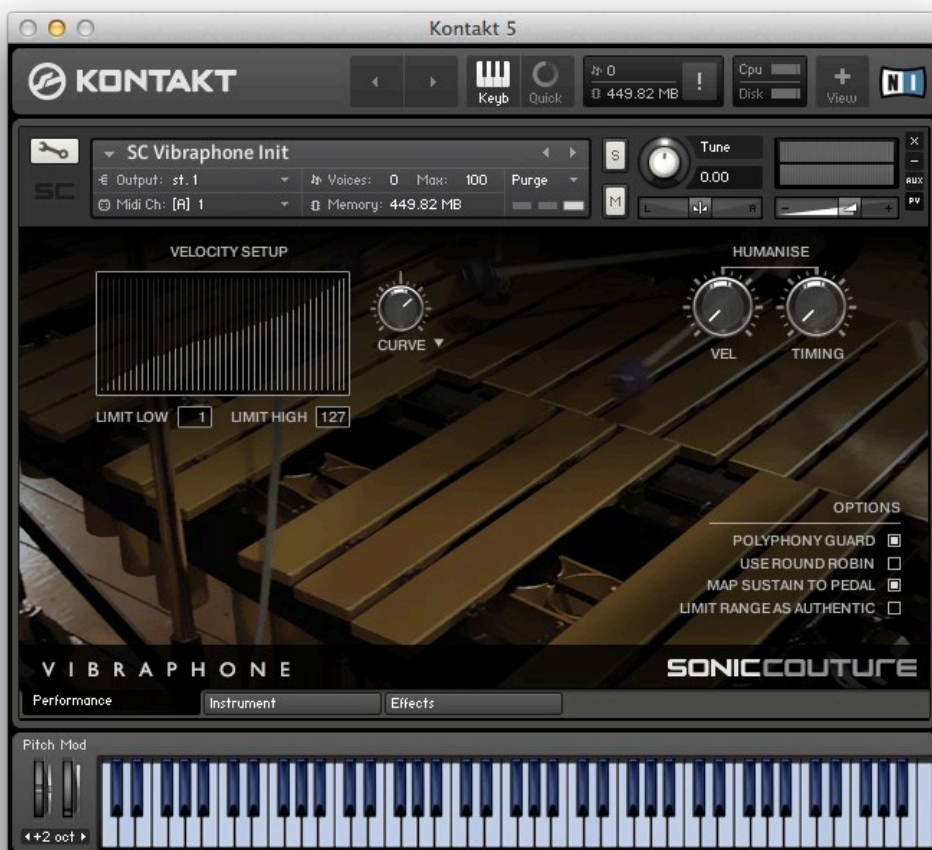 Kontakt 5
KONTAKT
Keyb
Quick
0
449.82 MB
!
Cpu
Disk
+
View
NI
SC
SC Vibraphone Init
Output: st.1
Voices: 0 Max: 100
Purge
Midi Ch: [A] 1
Memory: 449.82 MB
S
M
Tune
0.00
L
R
-
+
x
-
AUX
PV
VELOCITY SETUP
CURVE
LIMIT LOW 1 LIMIT HIGH 127
HUMANISE
VEL TIMING
OPTIONS
POLYPHONY GUARD
USE ROUND ROBIN
MAP SUSTAIN TO PEDAL
LIMIT RANGE AS AUTHENTIC
VIBRAPHONE
SONICCOUTURE
Performance
Instrument
Effects
Pitch Mod
+2 oct